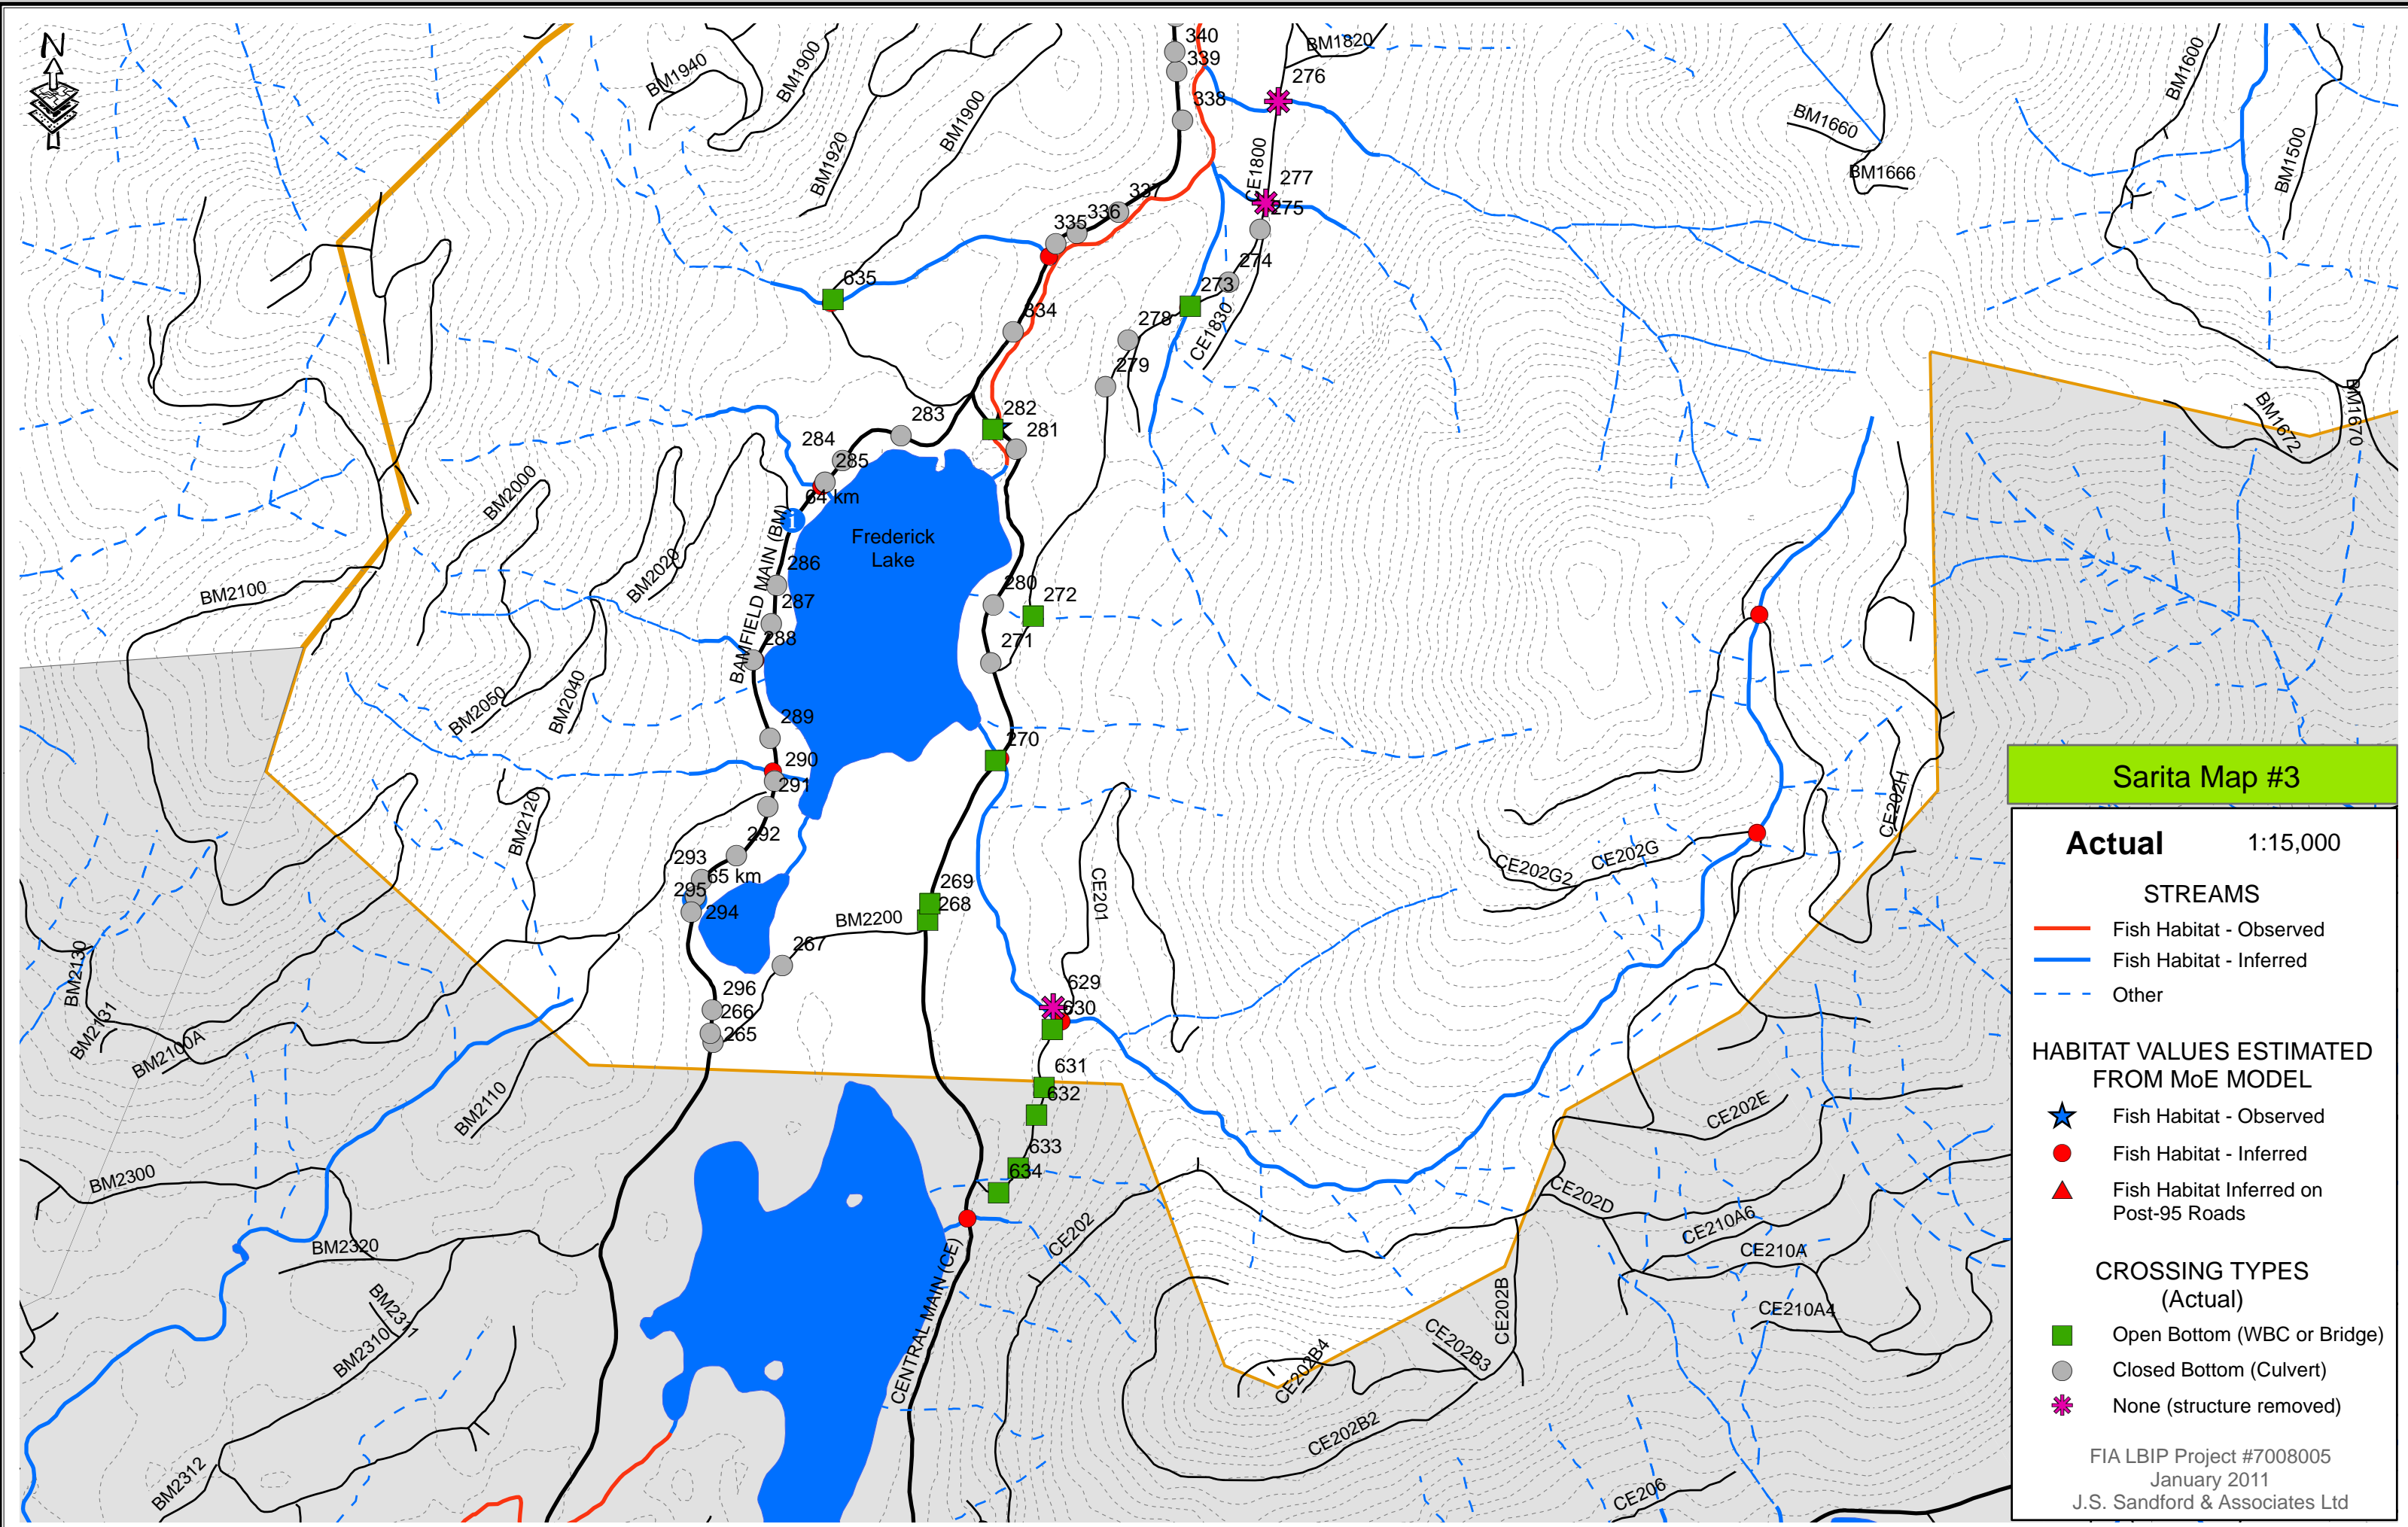 N
340
339
338
BM1820
276
BM1940
BM1900
BM1600
BM1500
BM1660
BM1666
BM1920
BM1900
CE1800
277
275
337
336
335
274
273
CE1830
635
334
278
279
BM1670
BM1672
283
282
281
284
285
64 km
BM2000
BM2020
BAMFIELD MAIN (BM)
Frederick
Lake
286
287
288
280
272
271
BM2100
BM2050
BM2040
289
270
290
291
BM2120
292
293
65 km
295
294
269
268
BM2200
267
CE201
CE202G2
CE202G
CE202H
629
630
296
266
265
BM2130
BM2131
BM2100A
BM2110
631
632
633
634
BM2300
BM2320
BM2311
BM2310
BM2312
CENTRAL MAIN (CE)
CE202
CE202E
CE202D
CE210A6
CE210A
CE210A4
CE202B
CE202B3
CE202B4
CE202B2
CE206
Sarita Map #3
Actual 1:15,000
STREAMS
Fish Habitat - Observed
Fish Habitat - Inferred
Other
HABITAT VALUES ESTIMATED
FROM MoE MODEL
Fish Habitat - Observed
Fish Habitat - Inferred
Fish Habitat Inferred on
Post-95 Roads
CROSSING TYPES
(Actual)
Open Bottom (WBC or Bridge)
Closed Bottom (Culvert)
None (structure removed)
FIA LBIP Project #7008005
January 2011
J.S. Sandford & Associates Ltd